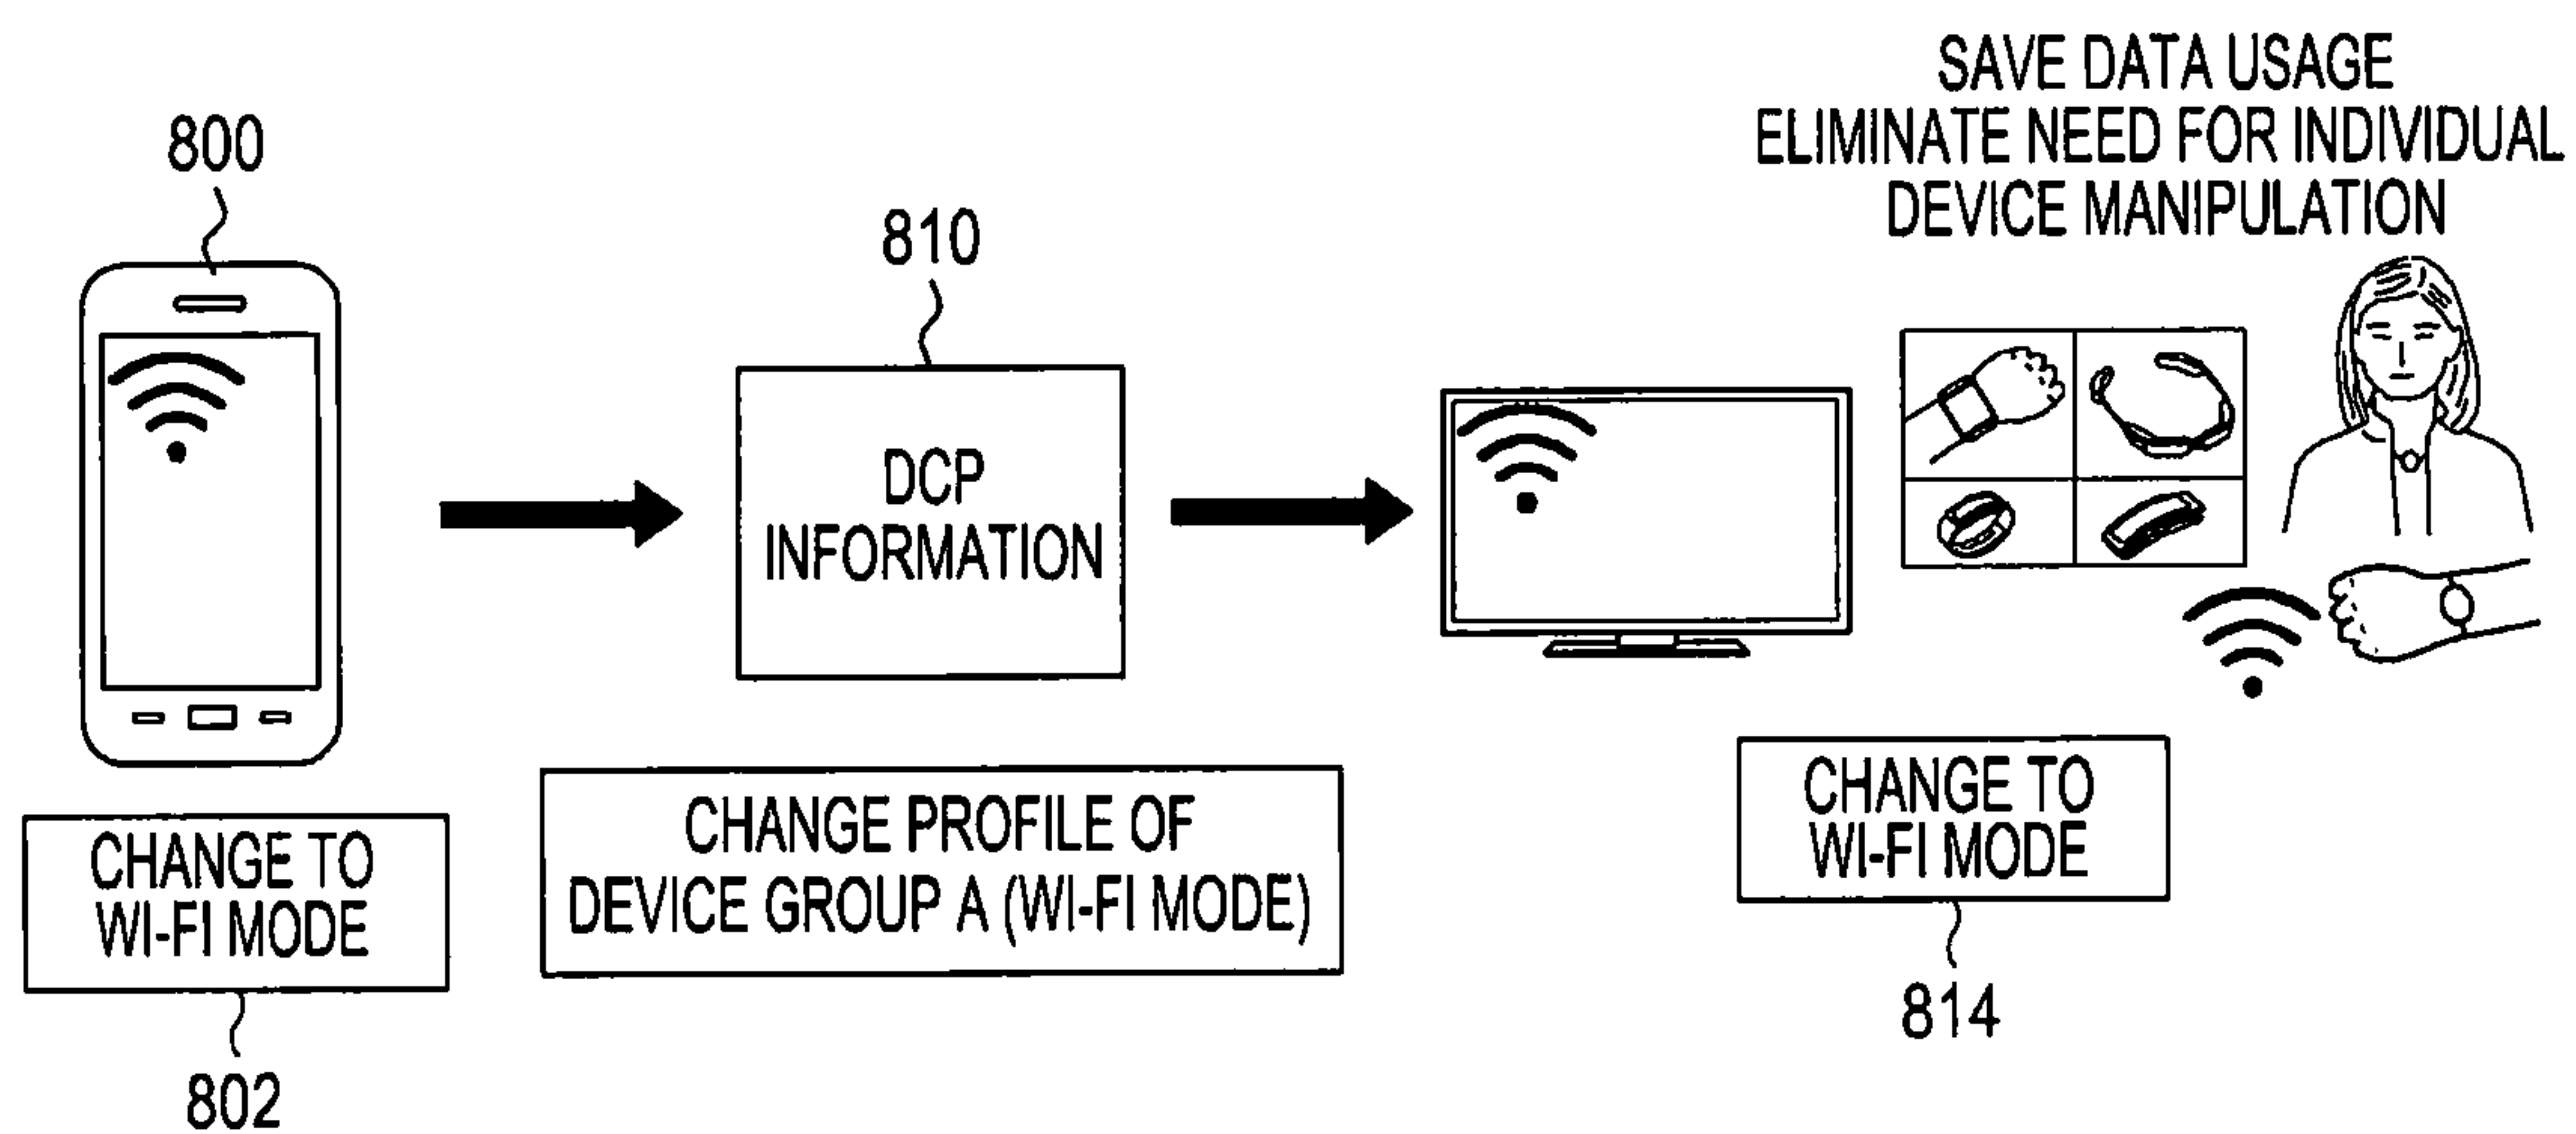 800
CHANGE TO
WI-FI MODE
802
810
DCP
INFORMATION
CHANGE PROFILE OF
DEVICE GROUP A (WI-FI MODE)
SAVE DATA USAGE
ELIMINATE NEED FOR INDIVIDUAL
DEVICE MANIPULATION
CHANGE TO
WI-FI MODE
814